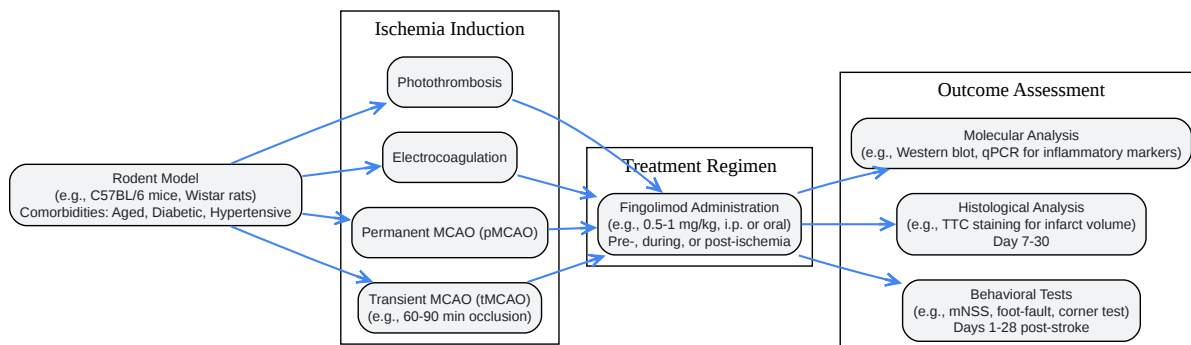 Rodent Model
(e.g., C57BL/6 mice, Wistar rats)
Comorbidities: Aged, Diabetic, Hypertensive
Ischemia Induction
Photothrombosis
Electrocoagulation
Permanent MCAO (pMCAO)
Transient MCAO (tMCAO)
(e.g., 60-90 min occlusion)
Treatment Regimen
Fingolimod Administration
(e.g., 0.5-1 mg/kg, i.p. or oral)
Pre-, during, or post-ischemia
Outcome Assessment
Molecular Analysis
(e.g., Western blot, qPCR for inflammatory markers)
Histological Analysis
(e.g., TTC staining for infarct volume)
Day 7-30
Behavioral Tests
(e.g., mNSS, foot-fault, corner test)
Days 1-28 post-stroke